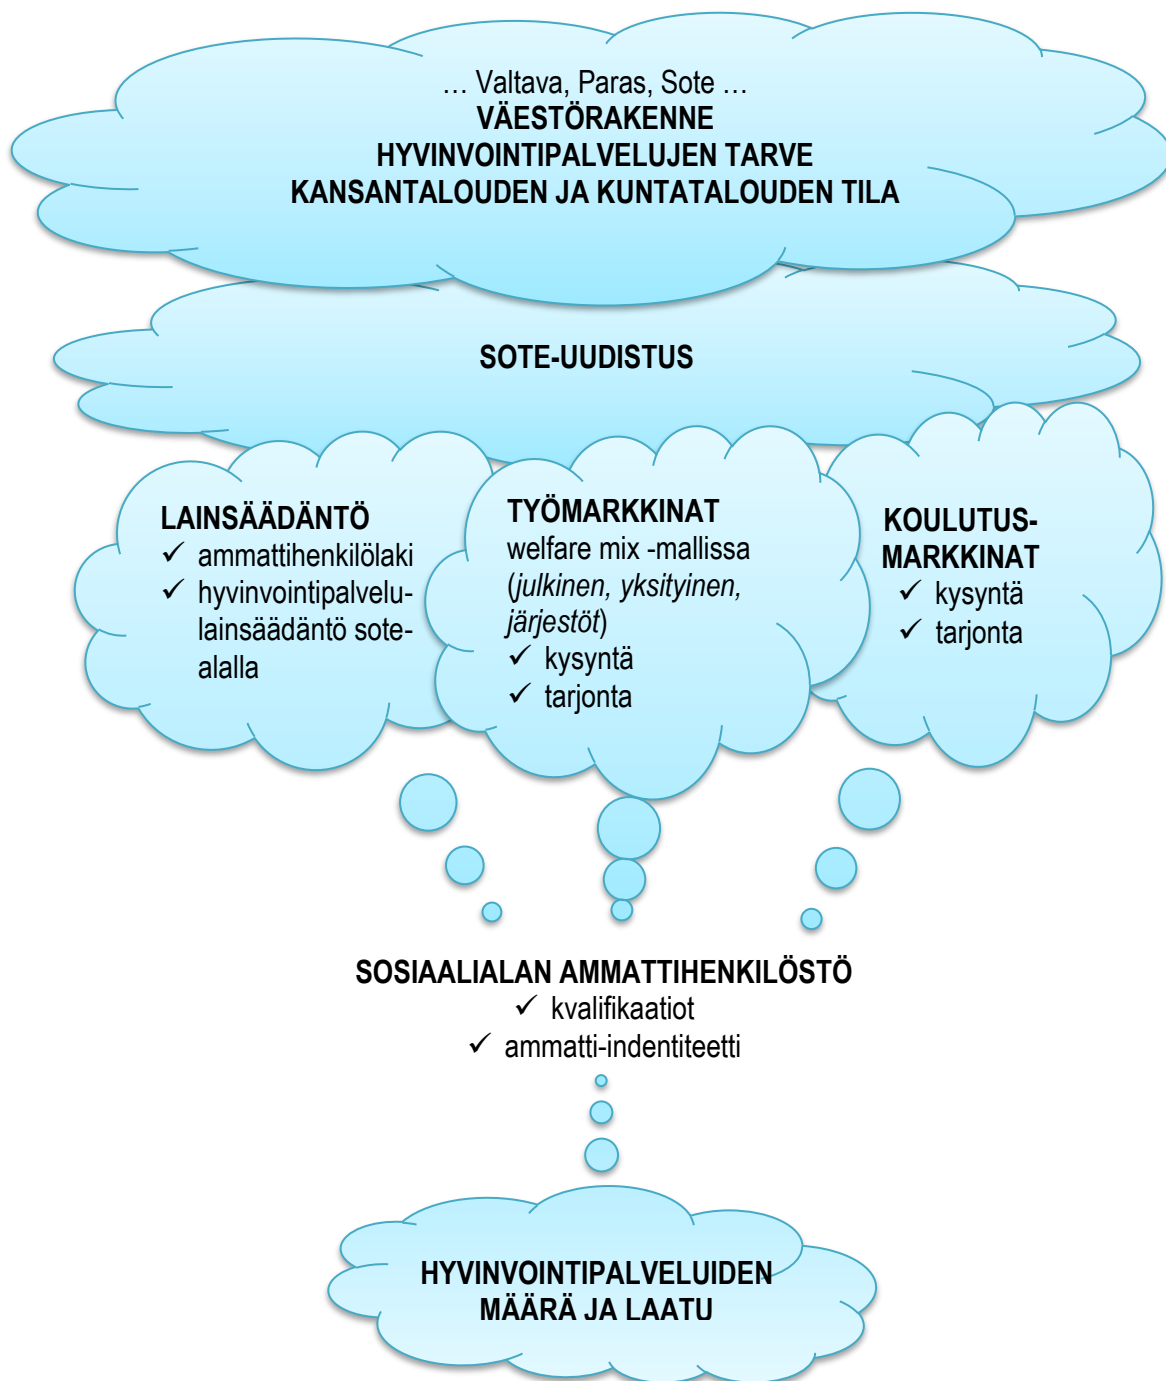 … Valtava, Paras, Sote …
VÄESTÖRAKENNE
HYVINVOINTIPALVELUJEN TARVE
KANSANTALOUDEN JA KUNTATALOUDEN TILA
SOTE-UUDISTUS
LAINSÄÄDÄNTÖ
✓ ammattihenkilölaki
✓ hyvinvointipalvelu-
lainsäädäntö sote-
alalla
TYÖMARKKINAT
welfare mix -mallissa
(julkinen, yksityinen,
järjestöt)
✓ kysyntä
✓ tarjonta
KOULUTUS-
MARKKINAT
✓ kysyntä
✓ tarjonta
SOSIAALIALAN AMMATTIHENKILÖSTÖ
✓ kvalifikaatiot
✓ ammatti-indentiteetti
HYVINVOINTIPALVELUIDEN
MÄÄRÄ JA LAATU